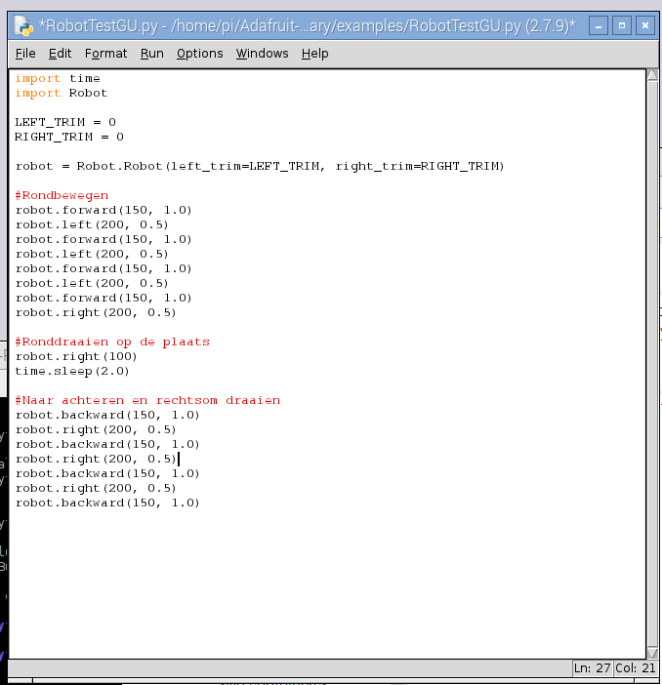 *RobotTestGU.py - /home/pi/Adafruit-...ary/examples/RobotTestGU.py (2.7.9)*
File Edit Format Run Options Windows Help
import time
import Robot
LEFT_TRIM = 0
RIGHT_TRIM = 0
robot = Robot.Robot(left_trim=LEFT_TRIM, right_trim=RIGHT_TRIM)
#Rondbewegen
robot.forward(150, 1.0)
robot.left(200, 0.5)
robot.forward(150, 1.0)
robot.left(200, 0.5)
robot.forward(150, 1.0)
robot.left(200, 0.5)
robot.forward(150, 1.0)
robot.right(200, 0.5)
#Ronddraaien op de plaats
robot.right(100)
time.sleep(2.0)
#Naar achteren en rechtsom draaien
robot.backward(150, 1.0)
robot.right(200, 0.5)
robot.backward(150, 1.0)
robot.right(200, 0.5)
robot.backward(150, 1.0)
robot.right(200, 0.5)
robot.backward(150, 1.0)
Ln: 27 Col: 21